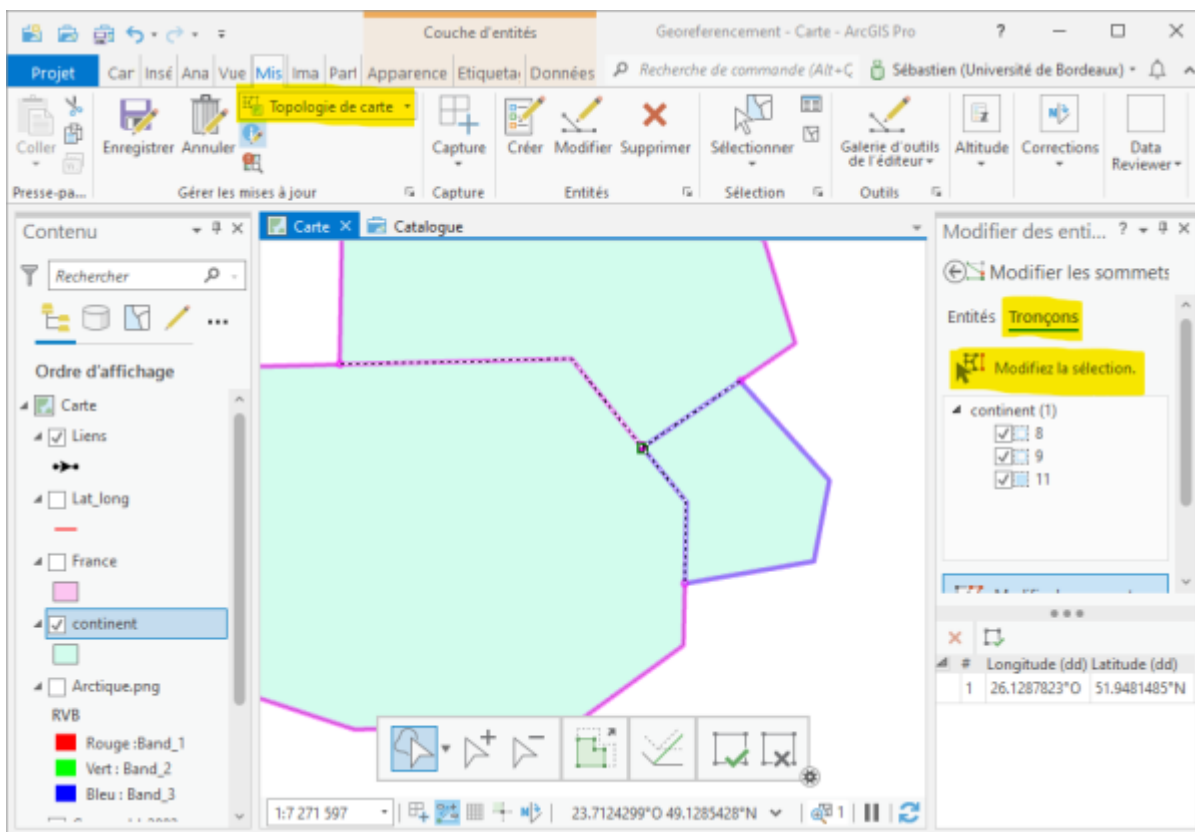 Couche d'entités
Georeferencement - Carte - ArcGIS Pro
?
Projet
Car
Insé
Ana
Vue
Mis
Ima
Part
Apparence
Etiqueta
Données
Recherche de commande (Alt+Q
Sébastien (Université de Bordeaux)
Topologie de carte
Coller
Enregistrer
Annuler
Capture
Créer
Modifier
Supprimer
Sélectionner
Galerie d'outils
de l'éditeur
Altitude
Corrections
Data
Reviewer
Presse-pa...
Gérer les mises à jour
Capture
Entités
Sélection
Outils
Contenu
Rechercher
Ordre d'affichage
Carte
Liens
Lat_long
France
continent
Arctique.png
RVB
Rouge :Band_1
Vert : Band_2
Bleu : Band_3
Carte
Catalogue
1:7 271 597
23.7124299°O 49.1285428°N
1
Modifier des enti...
?
Modifier les sommets
Entités
Tronçons
Modifiez la sélection.
continent (1)
8
9
11
#
Longitude (dd)
Latitude (dd)
1
26.1287823°O
51.9481485°N